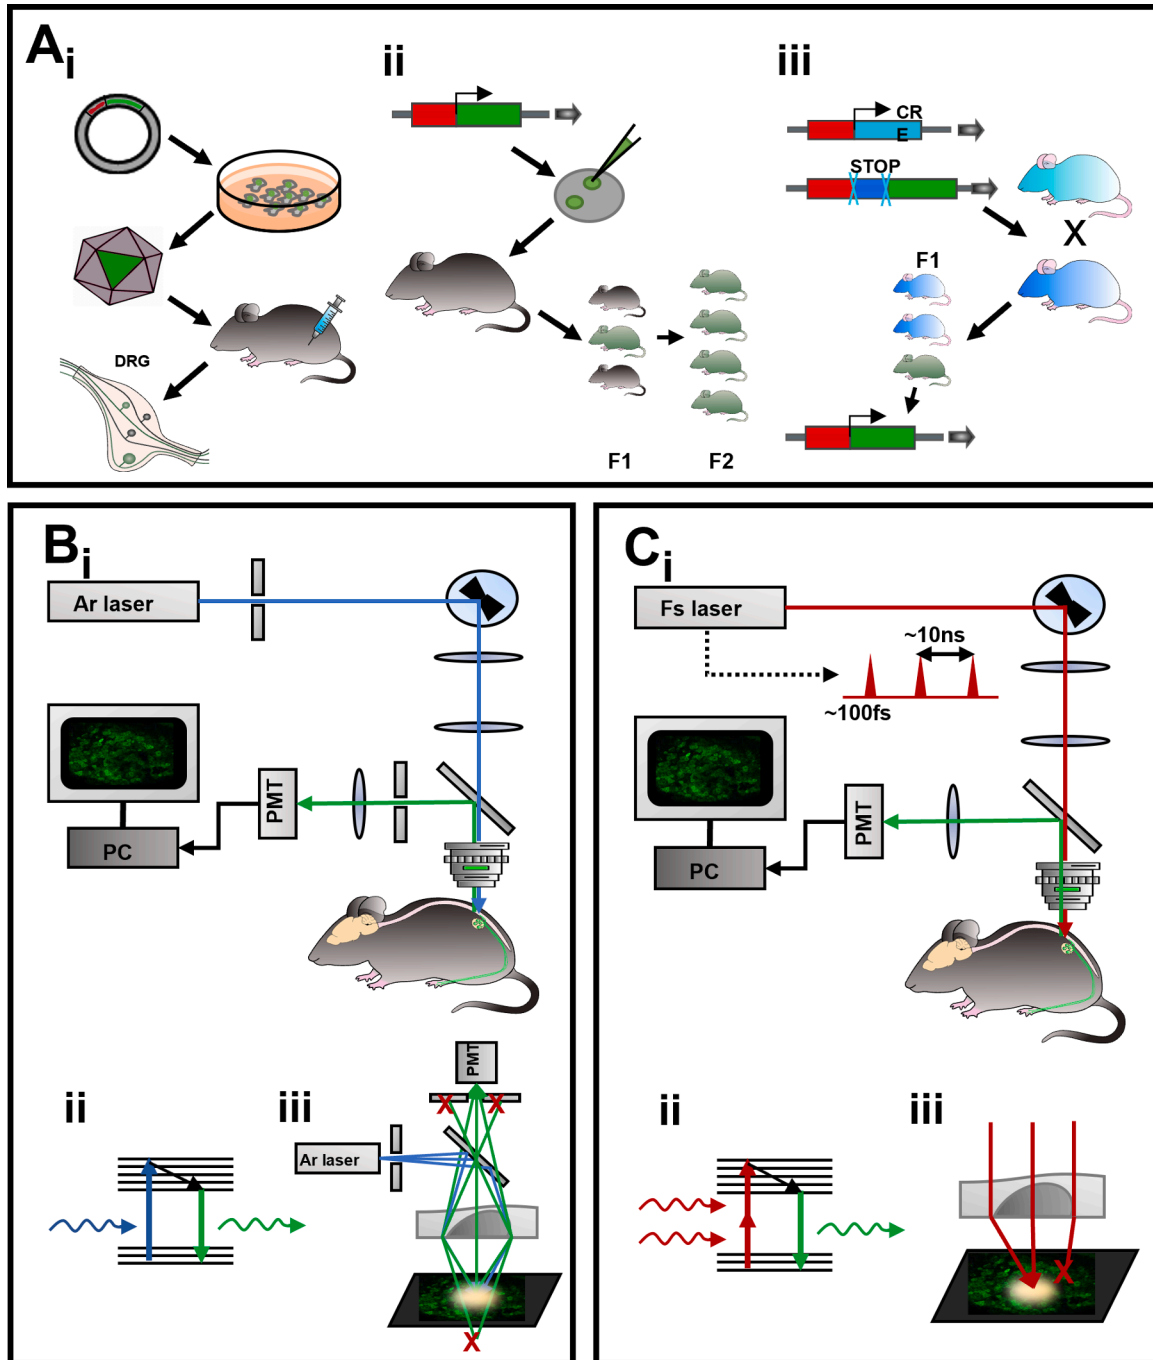 A
i
ii
iii
CR
E
STOP
X
F1
DRG
F1
F2
B
i
Ar laser
PMT
PC
ii
iii
PMT
X
X
Ar laser
X
C
i
Fs laser
~10ns
~100fs
PMT
PC
ii
iii
X